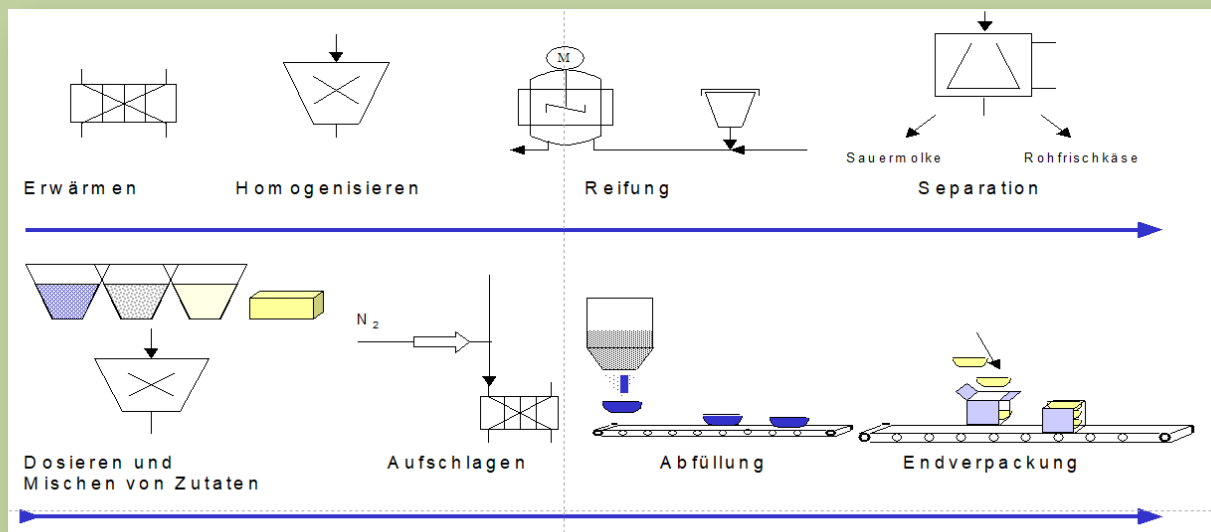 M
Sauermolke
Rohfrischkäse
Erwärmen
Homogenisieren
Reifung
Separation
N2
Dosieren und
Mischen von Zutaten
Aufschlagen
Abfüllung
Endverpackung